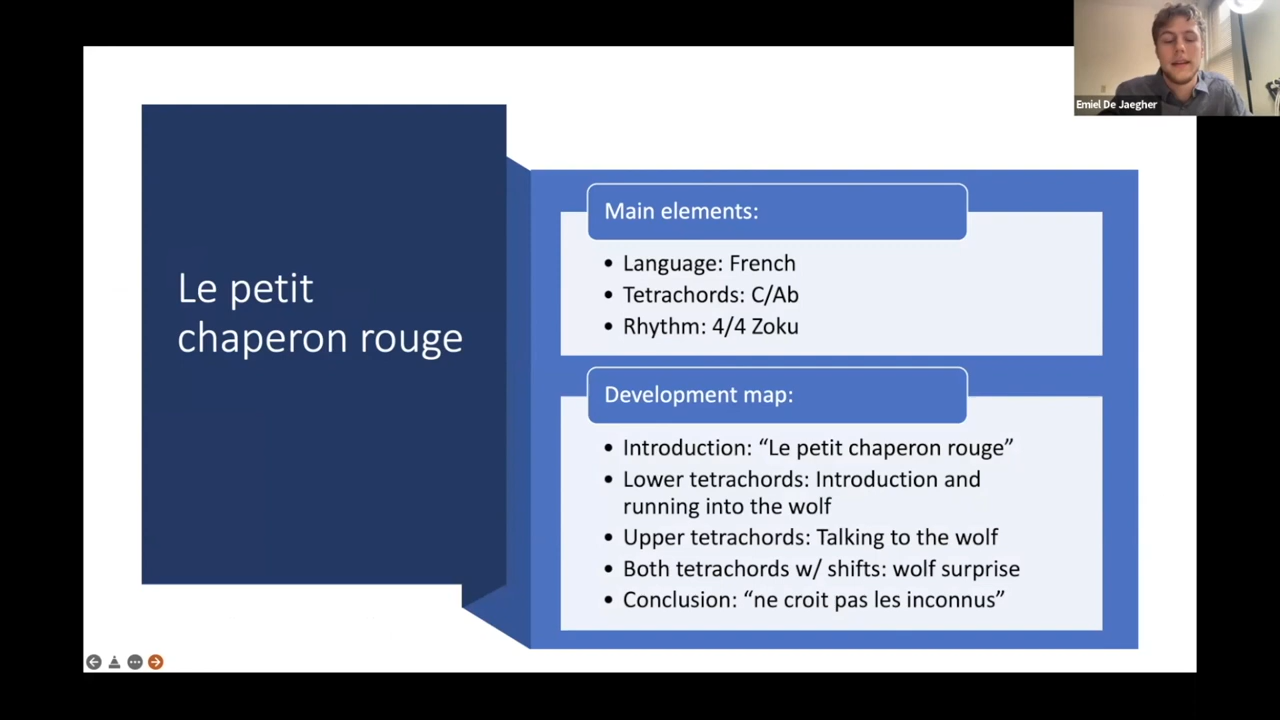 Emiel De Jaegher
Le petit
chaperon rouge
Main elements:
• Language: French
• Tetrachords: C/Ab
• Rhythm: 4/4 Zoku
Development map:
• Introduction: “Le petit chaperon rouge”
• Lower tetrachords: Introduction and
running into the wolf
• Upper tetrachords: Talking to the wolf
• Both tetrachords w/ shifts: wolf surprise
• Conclusion: “ne croit pas les inconnus”